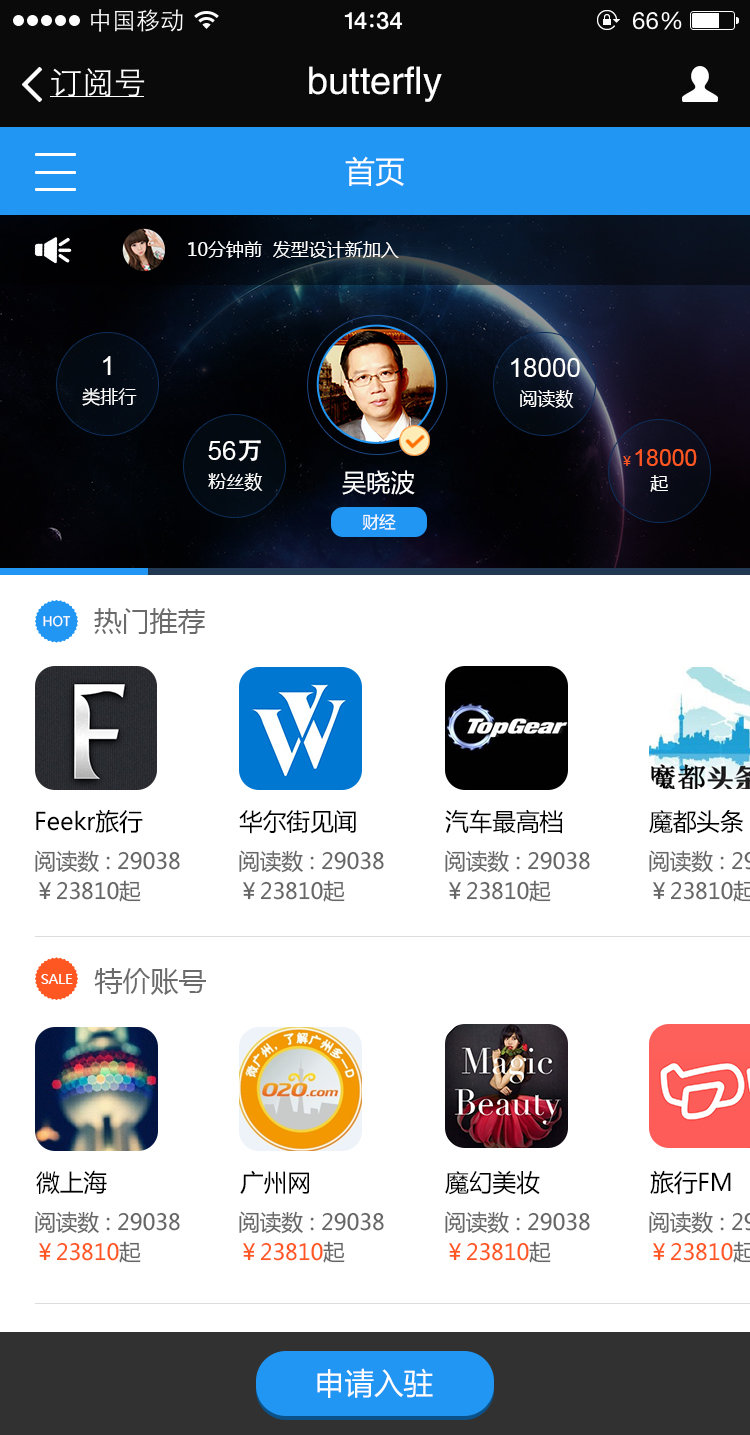 中国移动 14:34 66%
订阅号 butterfly
首页
10分钟前 发型设计新加入
1
类排行
18000
阅读数
56万
粉丝数
¥18000
起
吴晓波
财经
HOT 热门推荐
F W TopGear 魔都头条
Feekr旅行 华尔街见闻 汽车最高档 魔都头条
阅读数 : 29038 阅读数 : 29038 阅读数 : 29038 阅读数 : 29
¥23810起 ¥23810起 ¥23810起 ¥23810起
SALE 特价账号
微广州，了解广州多一D
020.com
Magic
Beauty
微上海 广州网 魔幻美妆 旅行FM
阅读数 : 29038 阅读数 : 29038 阅读数 : 29038 阅读数 : 29
¥23810起 ¥23810起 ¥23810起 ¥23810起
申请入驻